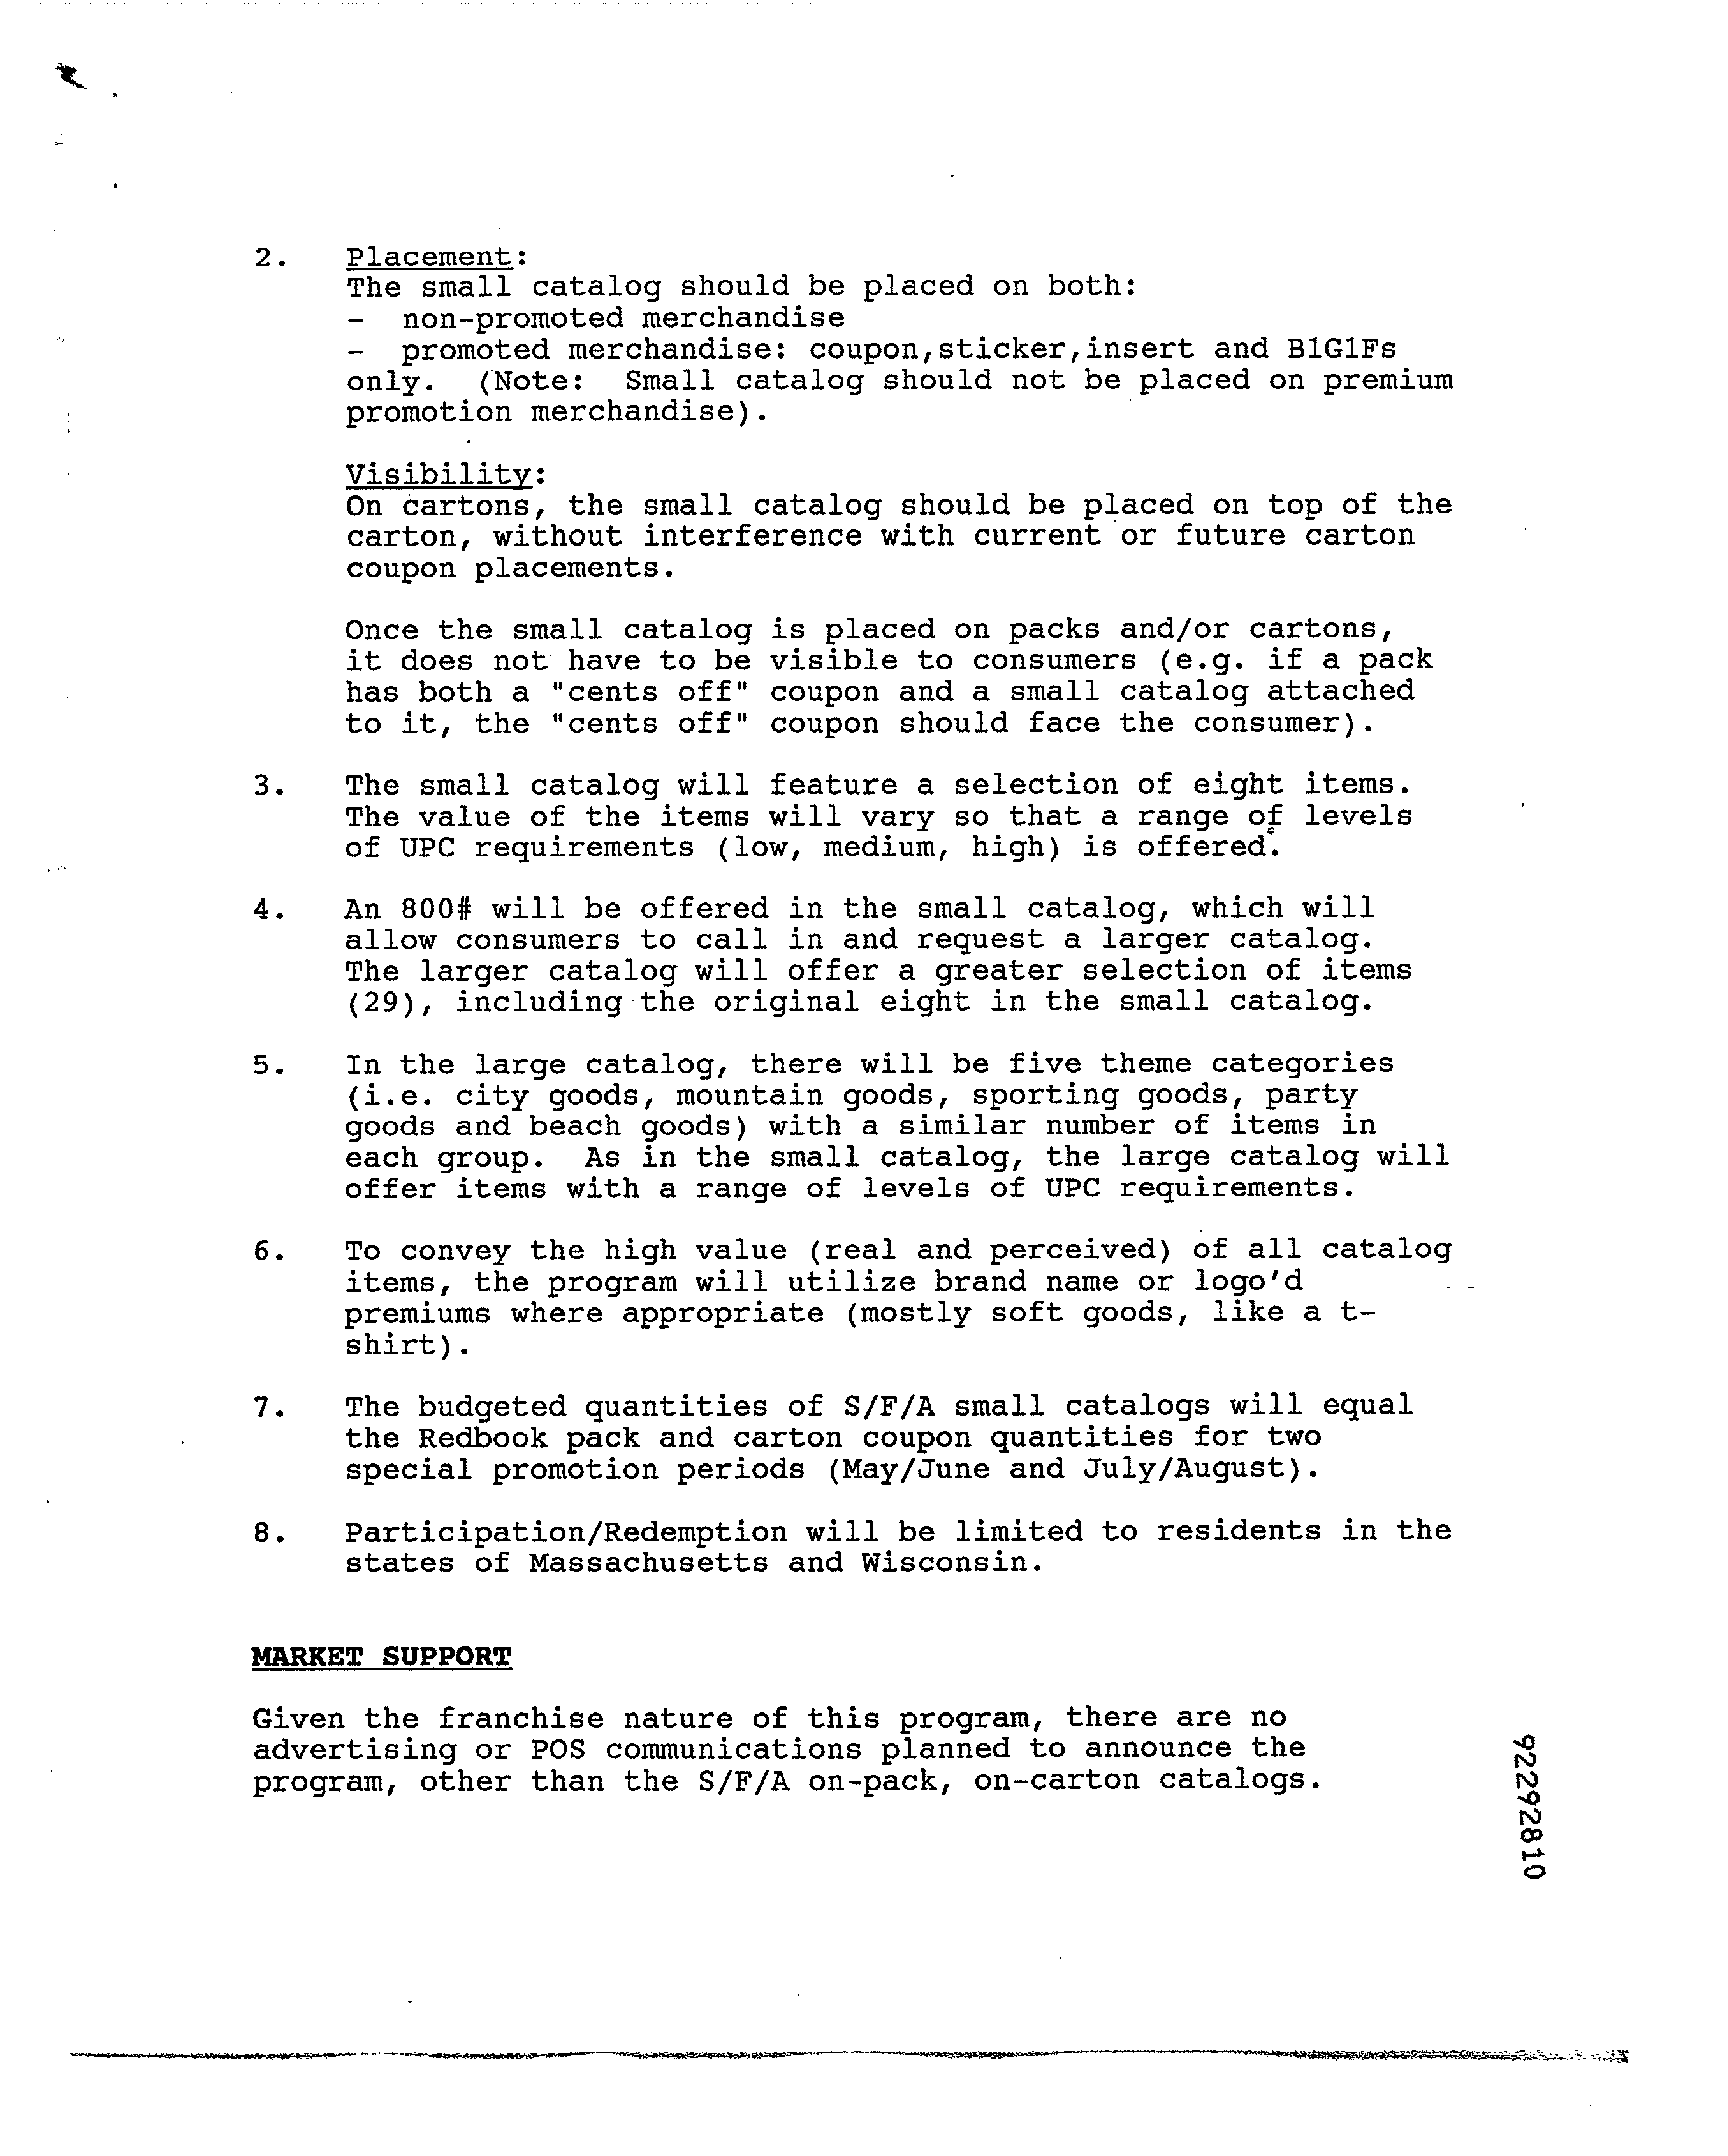 2. Placement:
The small catalog should be placed on both:
- non-promoted merchandise
- promoted merchandise: coupon,sticker,insert and B1G1Fs
only. (Note: Small catalog should not be placed on premium
promotion merchandise).
Visibility:
On cartons, the small catalog should be placed on top of the
carton, without interference with current or future carton
coupon placements.
Once the small catalog is placed on packs and/or cartons,
it does not have to be visible to consumers (e.g. if a pack
has both a "cents off" coupon and a small catalog attached
to it, the "cents off" coupon should face the consumer).
3. The small catalog will feature a selection of eight items.
The value of the items will vary so that a range of levels
of UPC requirements (low, medium, high) is offered.
4. An 800# will be offered in the small catalog, which will
allow consumers to call in and request a larger catalog.
The larger catalog will offer a greater selection of items
(29), including the original eight in the small catalog.
5. In the large catalog, there will be five theme categories
(i.e. city goods, mountain goods, sporting goods, party
goods and beach goods) with a similar number of items in
each group. As in the small catalog, the large catalog will
offer items with a range of levels of UPC requirements.
6. To convey the high value (real and perceived) of all catalog
items, the program will utilize brand name or logo'd
premiums where appropriate (mostly soft goods, like a t-
shirt).
7. The budgeted quantities of S/F/A small catalogs will equal
the Redbook pack and carton coupon quantities for two
special promotion periods (May/June and July/August).
8. Participation/Redemption will be limited to residents in the
states of Massachusetts and Wisconsin.
MARKET SUPPORT
Given the franchise nature of this program, there are no
advertising or POS communications planned to announce the
program, other than the S/F/A on-pack, on-carton catalogs.
92292810